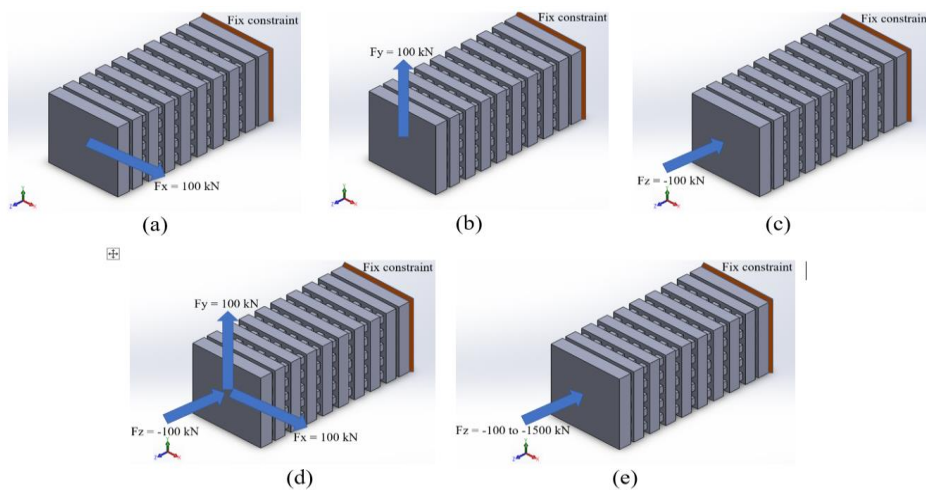 Fix constraint
Fx = 100 kN
(a)
Fix constraint
Fy = 100 kN
(b)
Fix constraint
Fz = -100 kN
(c)
Fix constraint
Fy = 100 kN
Fz = -100 kN
Fx = 100 kN
(d)
Fix constraint
Fz = -100 to -1500 kN
(e)